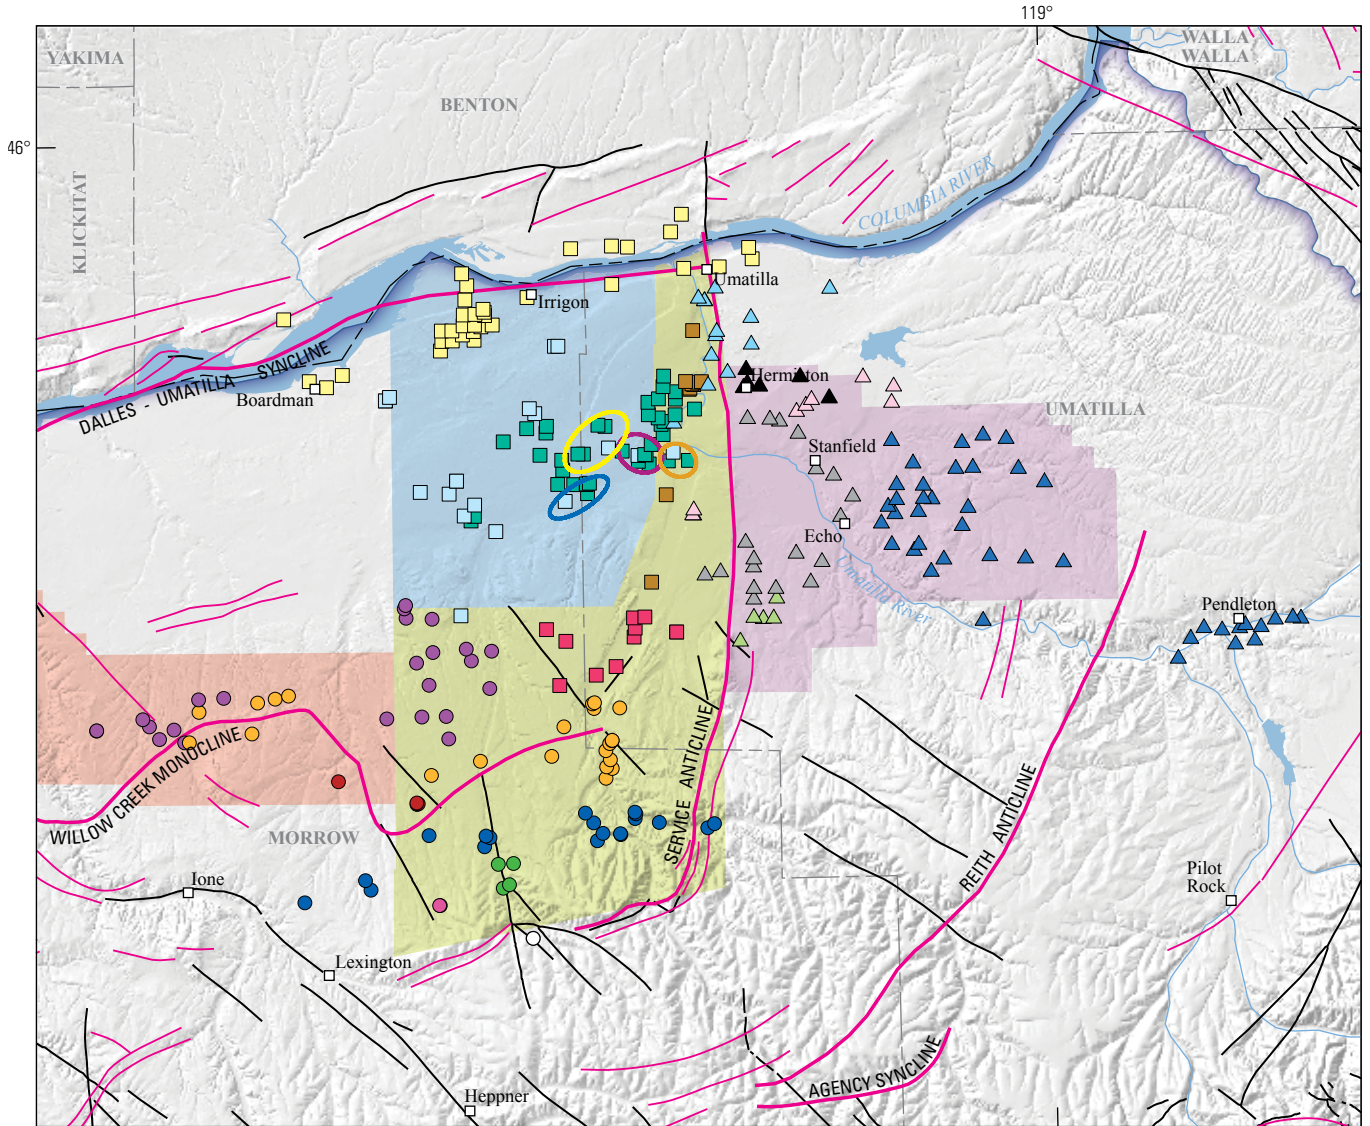 119°
YAKIMA
WALLA
WALLA
BENTON
46°
KLICKITAT
COLUMBIA RIVER
Umatilla
Irrigon
DALLES - UMATILLA SYNCLINE
Boardman
Hermiston
UMATILLA
Stanfield
Echo
Umatilla River
Pendleton
WILLOW CREEK MONOCLINE
SERVICE ANTICLINE
REITH ANTICLINE
MORROW
Ione
Pilot
Rock
Lexington
AGENCY SYNCLINE
Heppner